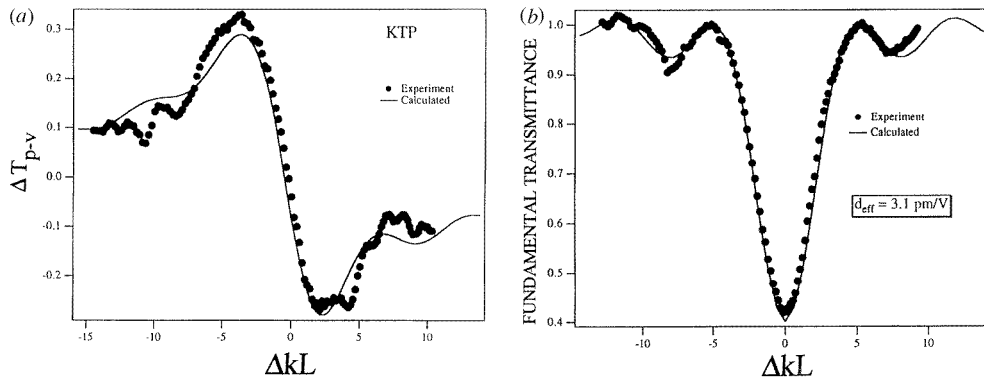 (a)
KTP
Experiment
Calculated
0.3
0.2
0.1
0.0
-0.1
-0.2
ΔTp-v
-15
-10
-5
0
5
10
ΔkL
(b)
1.0
0.9
0.8
0.7
0.6
0.5
0.4
FUNDAMENTAL TRANSMITTANCE
Experiment
Calculated
deff = 3.1 pm/V
-10
-5
0
5
10
ΔkL